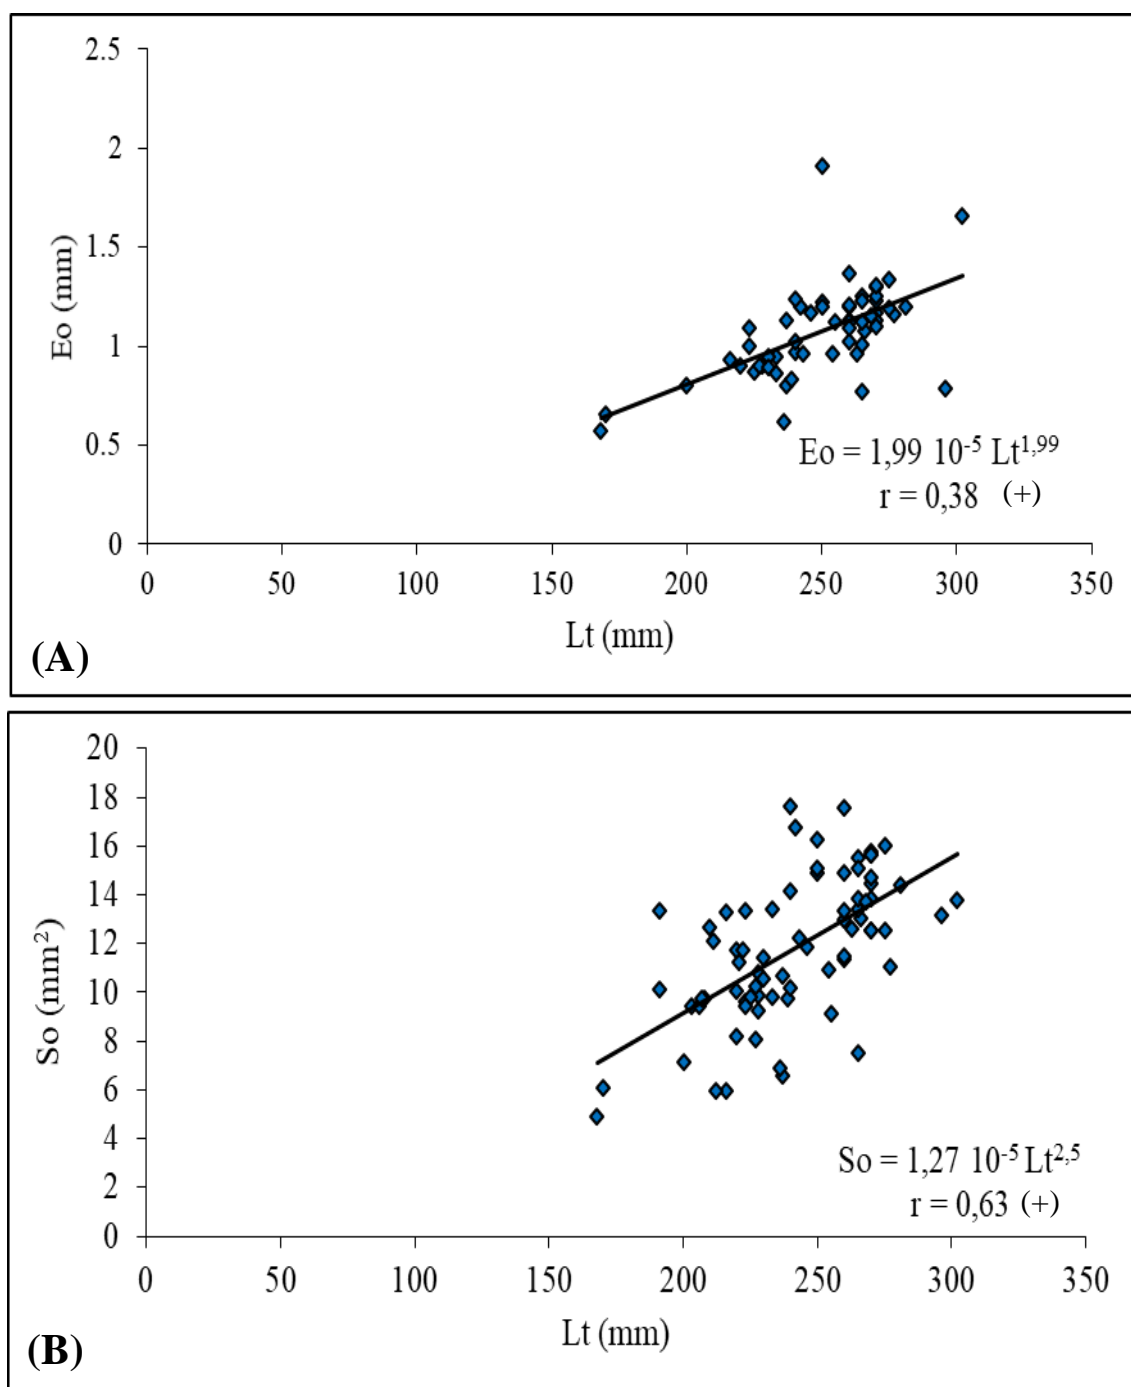 2.5
2
1.5
1
0.5
0
Eo (mm)
Eo = 1,99 10⁻⁵ Lt¹,⁹⁹
r = 0,38 (+)
0 50 100 150 200 250 300 350
Lt (mm)
(A)
20
18
16
14
12
10
8
6
4
2
0
So (mm²)
So = 1,27 10⁻⁵ Lt²,⁵
r = 0,63 (+)
0 50 100 150 200 250 300 350
Lt (mm)
(B)